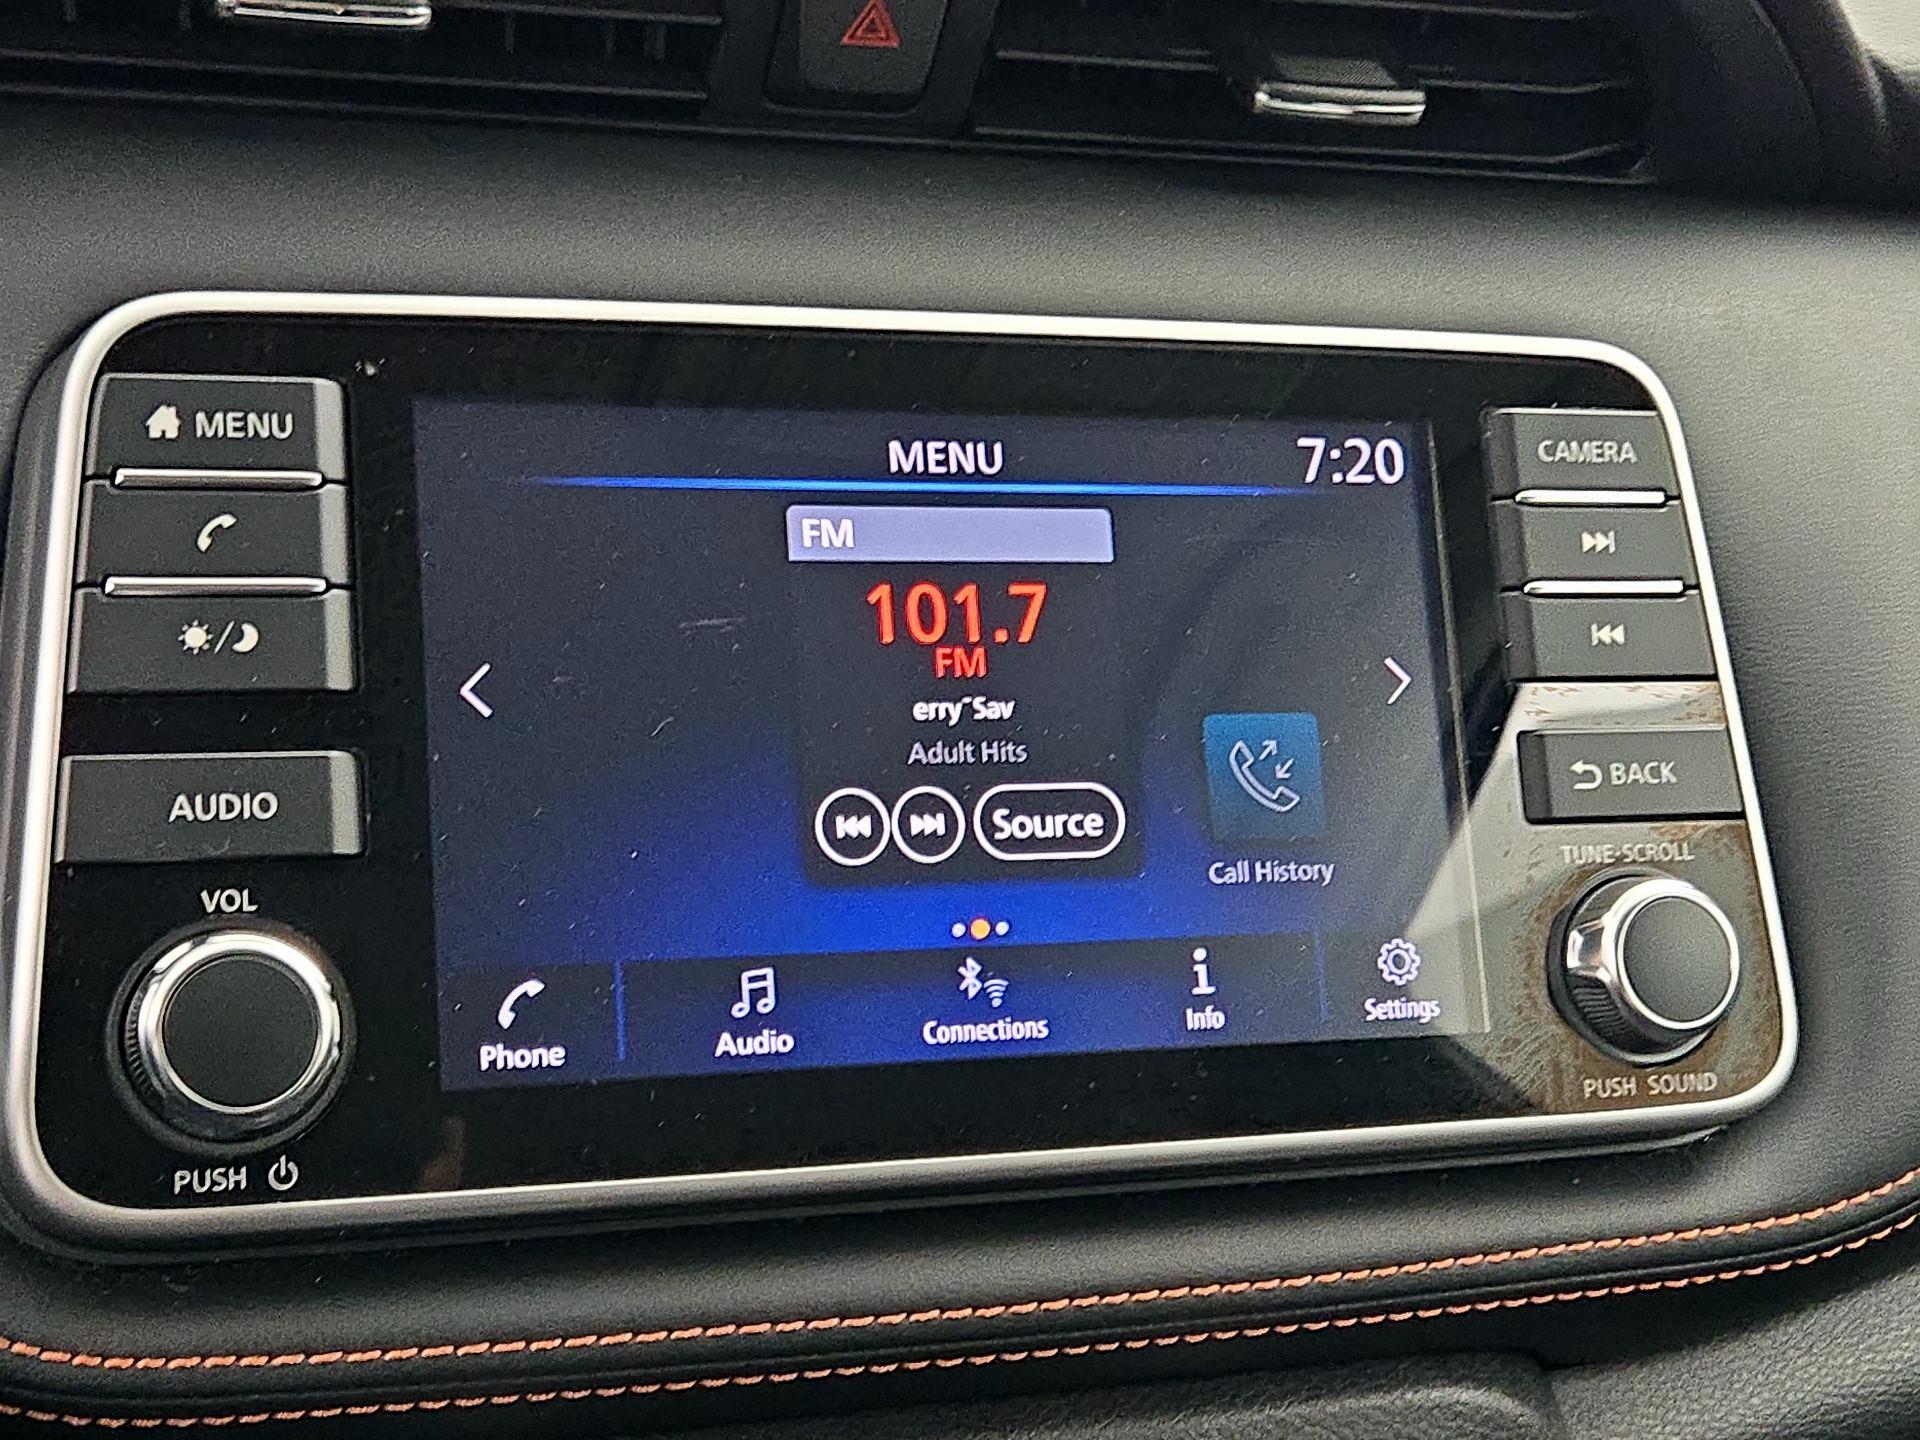 MENU
AUDIO
VOL
PUSH
MENU
7:20
FM
101.7
FM
erry˜Sav
Adult Hits
Source
Call History
Phone
Audio
Connections
Info
Settings
CAMERA
BACK
TUNE·SCROLL
PUSH SOUND